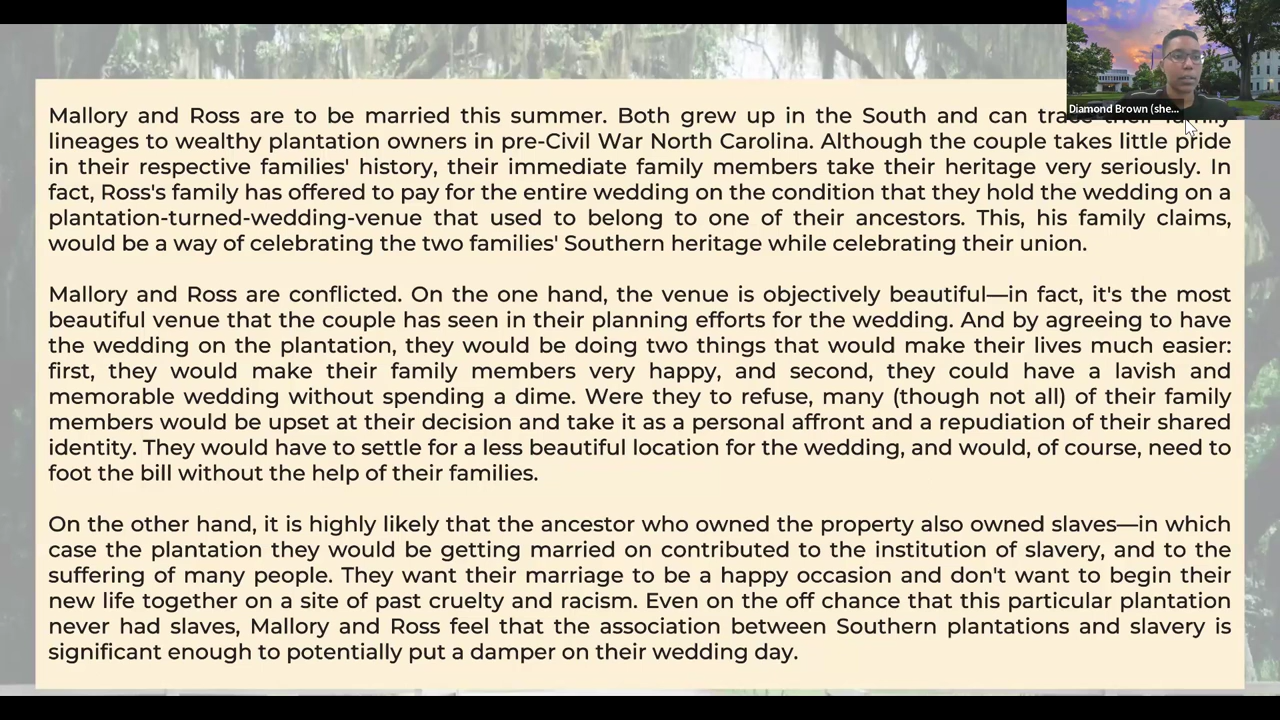 Diamond Brown (she...
Mallory and Ross are to be married this summer. Both grew up in the South and can trace their family
lineages to wealthy plantation owners in pre-Civil War North Carolina. Although the couple takes little pride
in their respective families' history, their immediate family members take their heritage very seriously. In
fact, Ross's family has offered to pay for the entire wedding on the condition that they hold the wedding on a
plantation-turned-wedding-venue that used to belong to one of their ancestors. This, his family claims,
would be a way of celebrating the two families' Southern heritage while celebrating their union.
Mallory and Ross are conflicted. On the one hand, the venue is objectively beautiful—in fact, it's the most
beautiful venue that the couple has seen in their planning efforts for the wedding. And by agreeing to have
the wedding on the plantation, they would be doing two things that would make their lives much easier:
first, they would make their family members very happy, and second, they could have a lavish and
memorable wedding without spending a dime. Were they to refuse, many (though not all) of their family
members would be upset at their decision and take it as a personal affront and a repudiation of their shared
identity. They would have to settle for a less beautiful location for the wedding, and would, of course, need to
foot the bill without the help of their families.
On the other hand, it is highly likely that the ancestor who owned the property also owned slaves—in which
case the plantation they would be getting married on contributed to the institution of slavery, and to the
suffering of many people. They want their marriage to be a happy occasion and don't want to begin their
new life together on a site of past cruelty and racism. Even on the off chance that this particular plantation
never had slaves, Mallory and Ross feel that the association between Southern plantations and slavery is
significant enough to potentially put a damper on their wedding day.